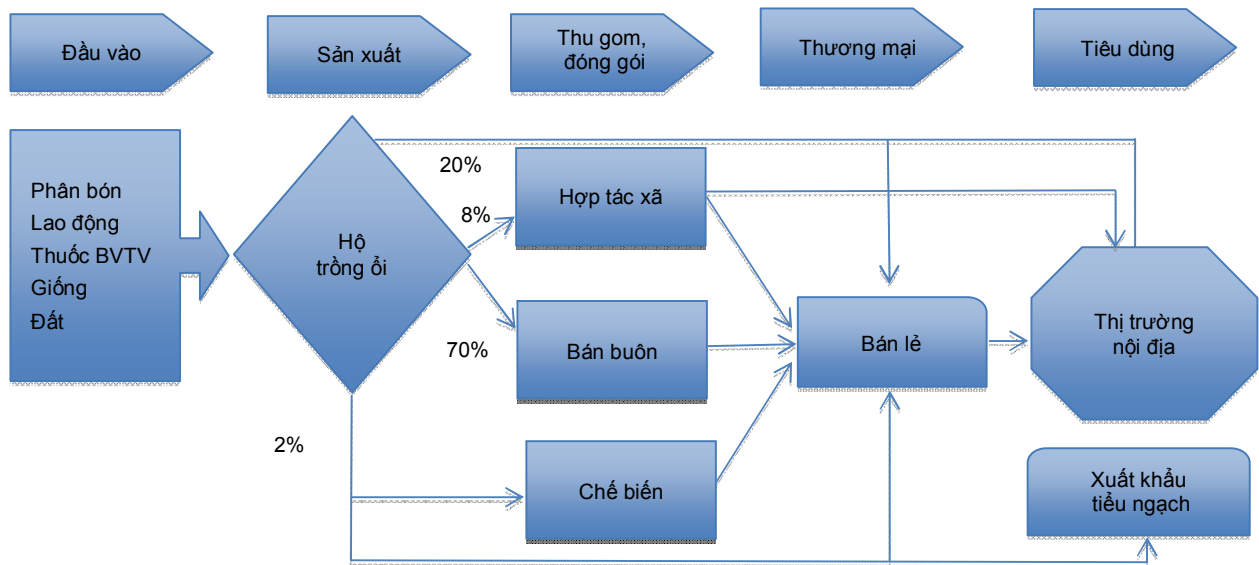 Đầu vào
Sản xuất
Thu gom,
đóng gói
Thương mại
Tiêu dùng
Phân bón
Lao động
Thuốc BVTV
Giống
Đất
Hộ
trồng ổi
20%
8%
70%
2%
Hợp tác xã
Bán buôn
Chế biến
Bán lẻ
Thị trường
nội địa
Xuất khẩu
tiểu ngạch